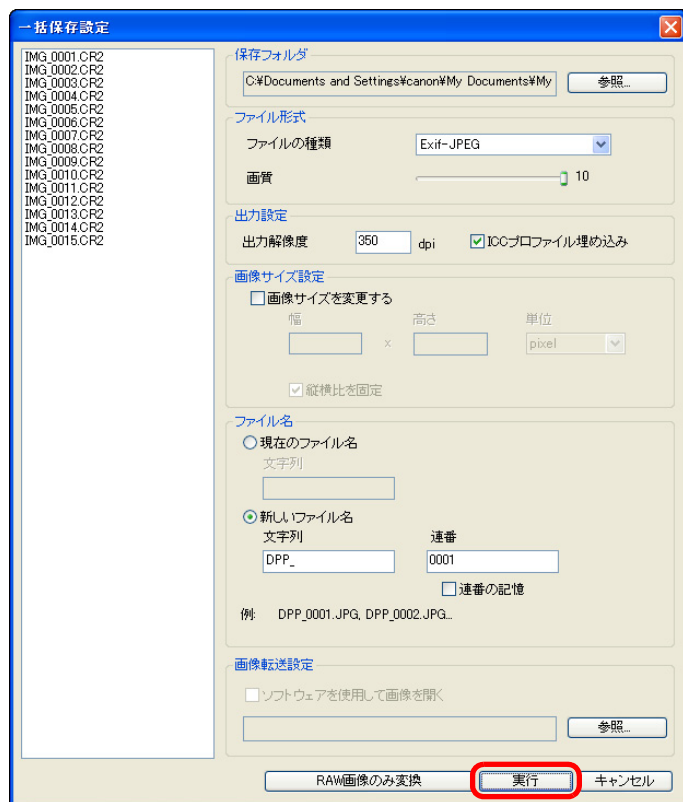 一括保存設定
IMG_0001.CR2
IMG_0002.CR2
IMG_0003.CR2
IMG_0004.CR2
IMG_0005.CR2
IMG_0006.CR2
IMG_0007.CR2
IMG_0008.CR2
IMG_0009.CR2
IMG_0010.CR2
IMG_0011.CR2
IMG_0012.CR2
IMG_0013.CR2
IMG_0014.CR2
IMG_0015.CR2
保存フォルダ
C:¥Documents and Settings¥canon¥My Documents¥My 参照...
ファイル形式
ファイルの種類 Exif-JPEG
画質 10
出力設定
出力解像度 350 dpi ICCプロファイル埋め込み
画像サイズ設定
画像サイズを変更する
幅 高さ 単位
x pixel
縦横比を固定
ファイル名
現在のファイル名
文字列
新しいファイル名
文字列 連番
DPP_ 0001
連番の記憶
例: DPP_0001.JPG, DPP_0002.JPG...
画像転送設定
ソフトウェアを使用して画像を開く
参照...
RAW画像のみ変換 実行 キャンセル